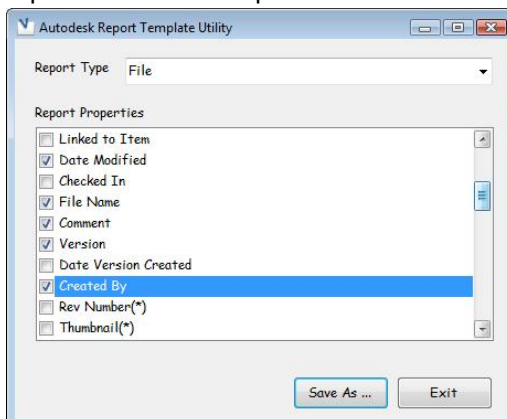 Autodesk Report Template Utility
Report Type File
Report Properties
Linked to Item
Date Modified
Checked In
File Name
Comment
Version
Date Version Created
Created By
Rev Number(*)
Thumbnail(*)
Save As ... Exit